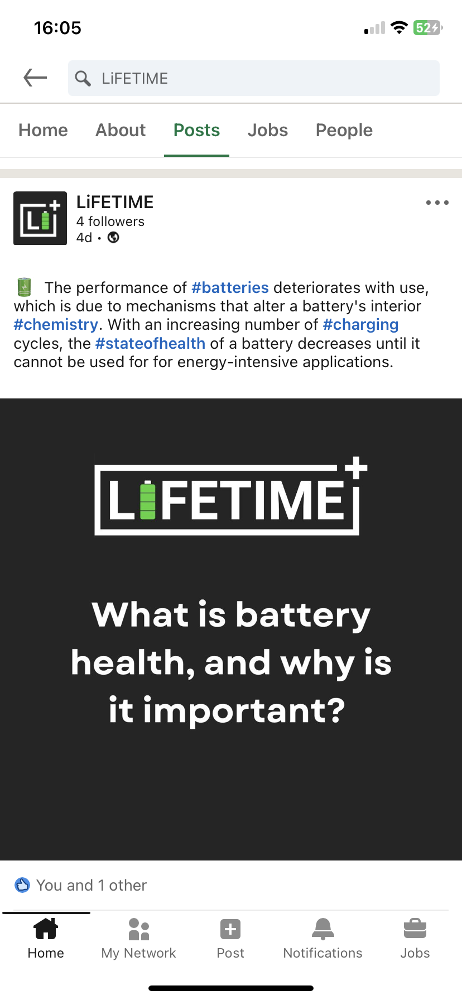 16:05
52
LiFETIME
Home About Posts Jobs People
Li+
LiFETIME
4 followers
4d •
The performance of #batteries deteriorates with use,
which is due to mechanisms that alter a battery's interior
#chemistry. With an increasing number of #charging
cycles, the #stateofhealth of a battery decreases until it
cannot be used for for energy-intensive applications.
LiFETIME+
What is battery
health, and why is
it important?
You and 1 other
Home My Network Post Notifications Jobs